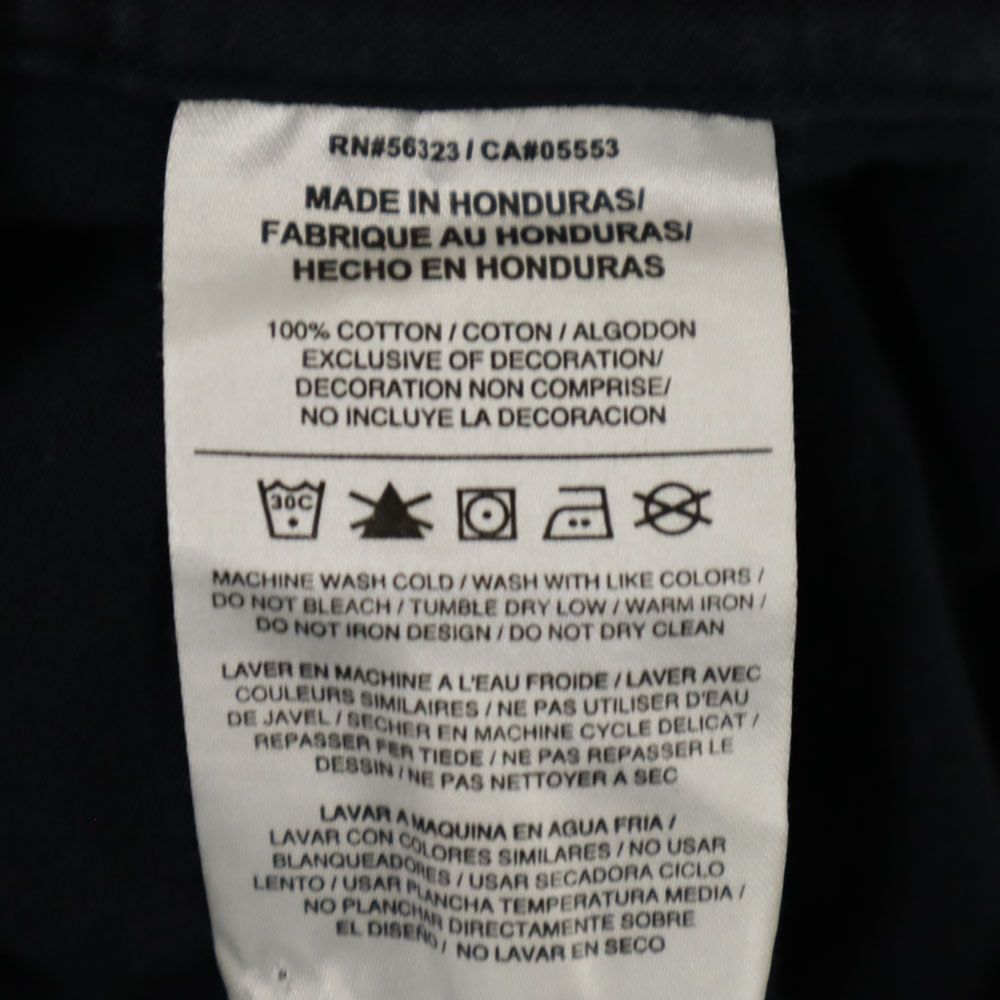 RN#56323 / CA#05553
MADE IN HONDURAS/
FABRIQUE AU HONDURAS/
HECHO EN HONDURAS
100% COTTON / COTON / ALGODON
EXCLUSIVE OF DECORATION/
DECORATION NON COMPRISE/
NO INCLUYE LA DECORACION
30C
MACHINE WASH COLD / WASH WITH LIKE COLORS /
DO NOT BLEACH / TUMBLE DRY LOW / WARM IRON /
DO NOT IRON DESIGN / DO NOT DRY CLEAN
LAVER EN MACHINE A L'EAU FROIDE / LAVER AVEC
COULEURS SIMILAIRES / NE PAS UTILISER D'EAU
DE JAVEL / SECHER EN MACHINE CYCLE DELICAT /
REPASSER FER TIEDE / NE PAS REPASSER LE
DESSIN / NE PAS NETTOYER A SEC
LAVAR A MAQUINA EN AGUA FRIA /
LAVAR CON COLORES SIMILARES / NO USAR
BLANQUEADORES / USAR SECADORA CICLO
LENTO / USAR PLANCHA TEMPERATURA MEDIA /
NO PLANCHAR DIRECTAMENTE SOBRE
EL DISEÑO / NO LAVAR EN SECO